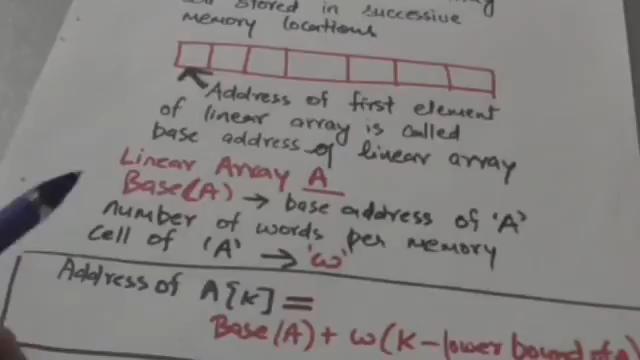 stored in successive
memory locations
Address of first element
of linear array is called
base address of linear array
Linear Array A
Base(A) → base address of 'A'
number of words per memory
cell of 'A' → 'w'
Address of A[K] =
Base(A) + w(K - lower bound of